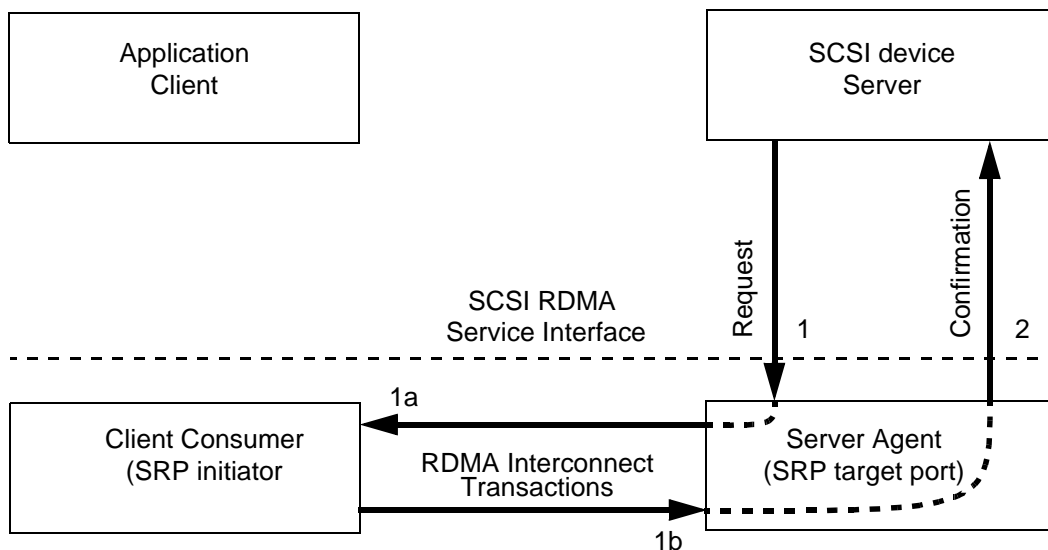 Application
Client
SCSI device
Server
Request
1
Confirmation
2
SCSI RDMA
Service Interface
1a
Client Consumer
(SRP initiator
RDMA Interconnect
Transactions
1b
Server Agent
(SRP target port)